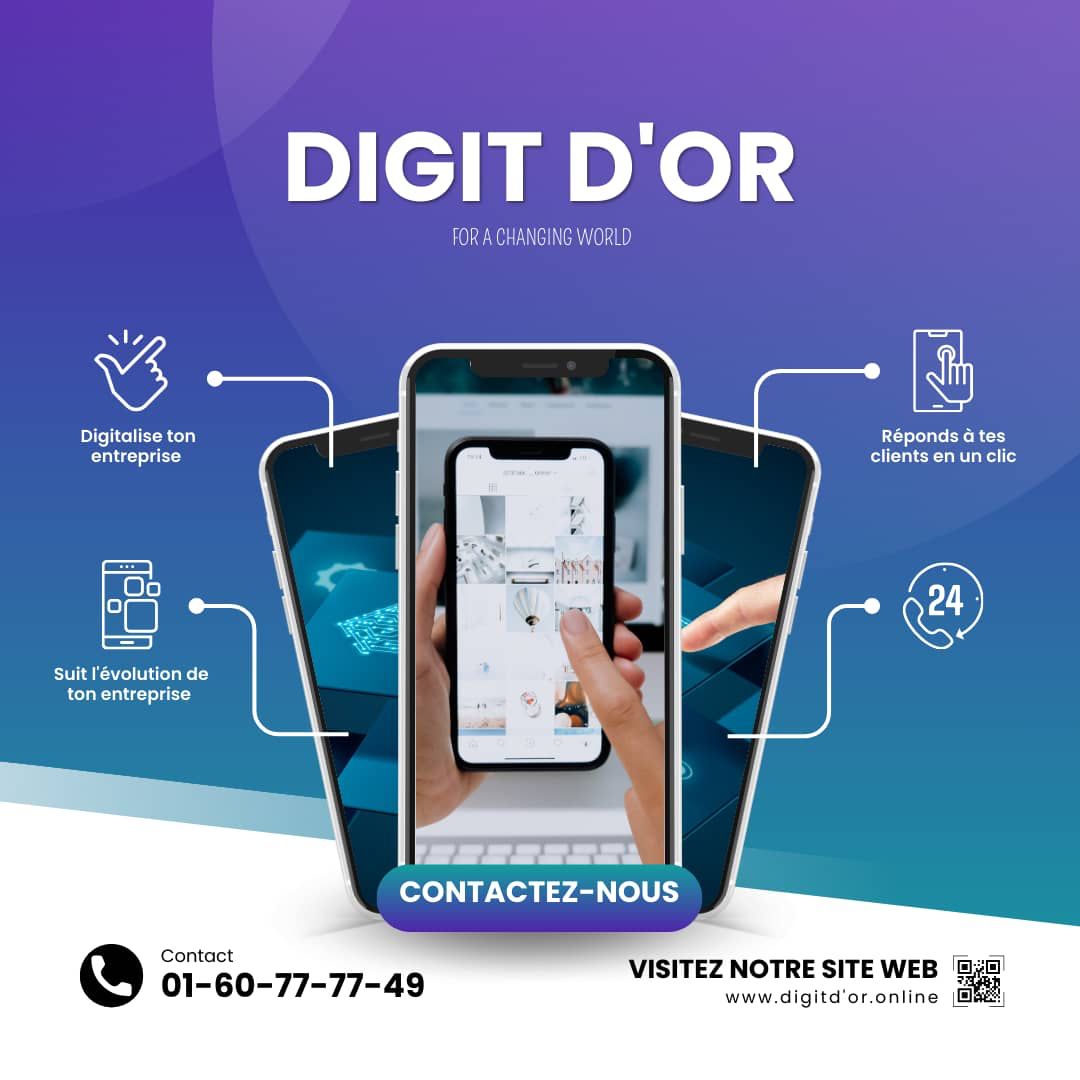 DIGIT D'OR
FOR A CHANGING WORLD
Digitalise ton
entreprise
Réponds à tes
clients en un clic
Suit l'évolution de
ton entreprise
24
CONTACTEZ-NOUS
Contact
01-60-77-77-49
VISITEZ NOTRE SITE WEB
www.digitd'or.online